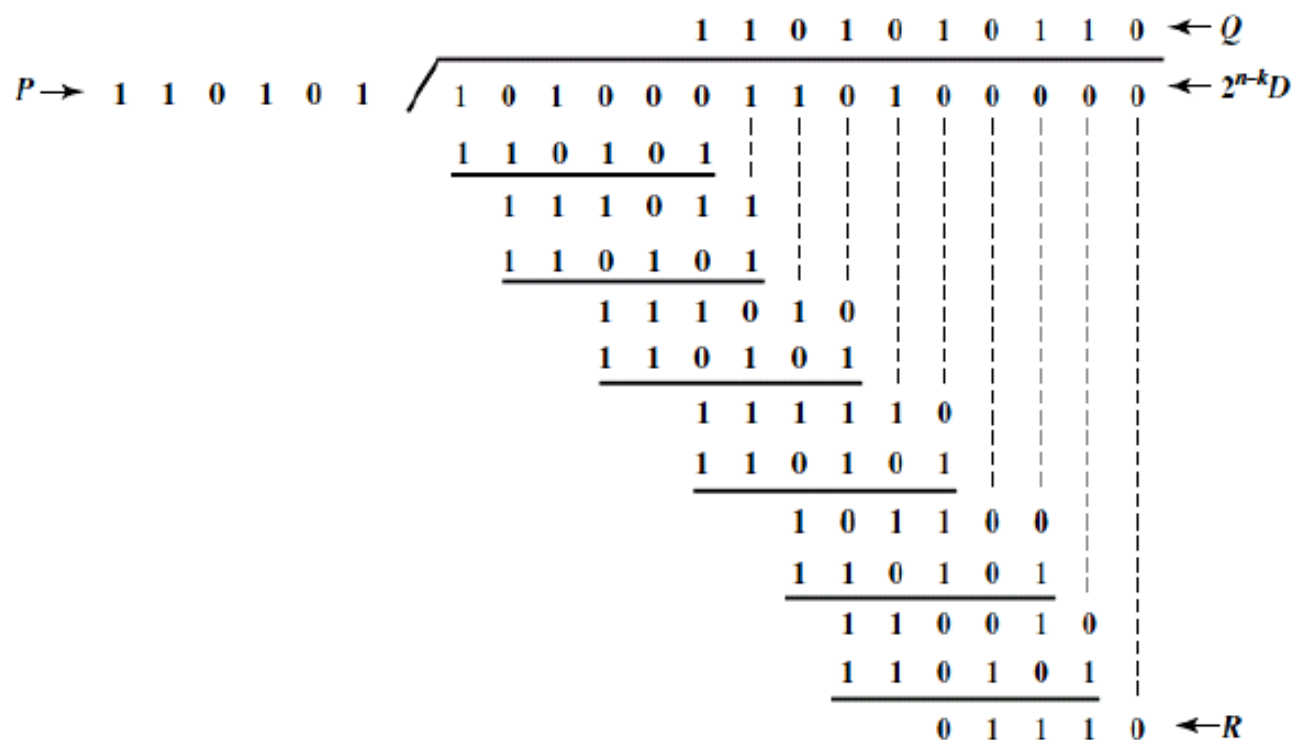 1 1 0 1 0 1 0 1 1 0 ← Q
P → 1 1 0 1 0 1 1 0 1 0 0 0 1 1 0 1 0 0 0 0 0 ← 2^{n–k}D
1 1 0 1 0 1
1 1 1 0 1 1
1 1 0 1 0 1
1 1 1 0 1 0
1 1 0 1 0 1
1 1 1 1 1 0
1 1 0 1 0 1
1 0 1 1 0 0
1 1 0 1 0 1
1 1 0 0 1 0
1 1 0 1 0 1
0 1 1 1 0 ← R